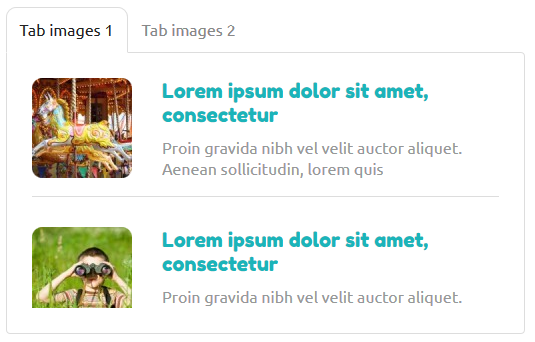 Tab images 1
Tab images 2
Lorem ipsum dolor sit amet,
consectetur
Proin gravida nibh vel velit auctor aliquet.
Aenean sollicitudin, lorem quis
Lorem ipsum dolor sit amet,
consectetur
Proin gravida nibh vel velit auctor aliquet.